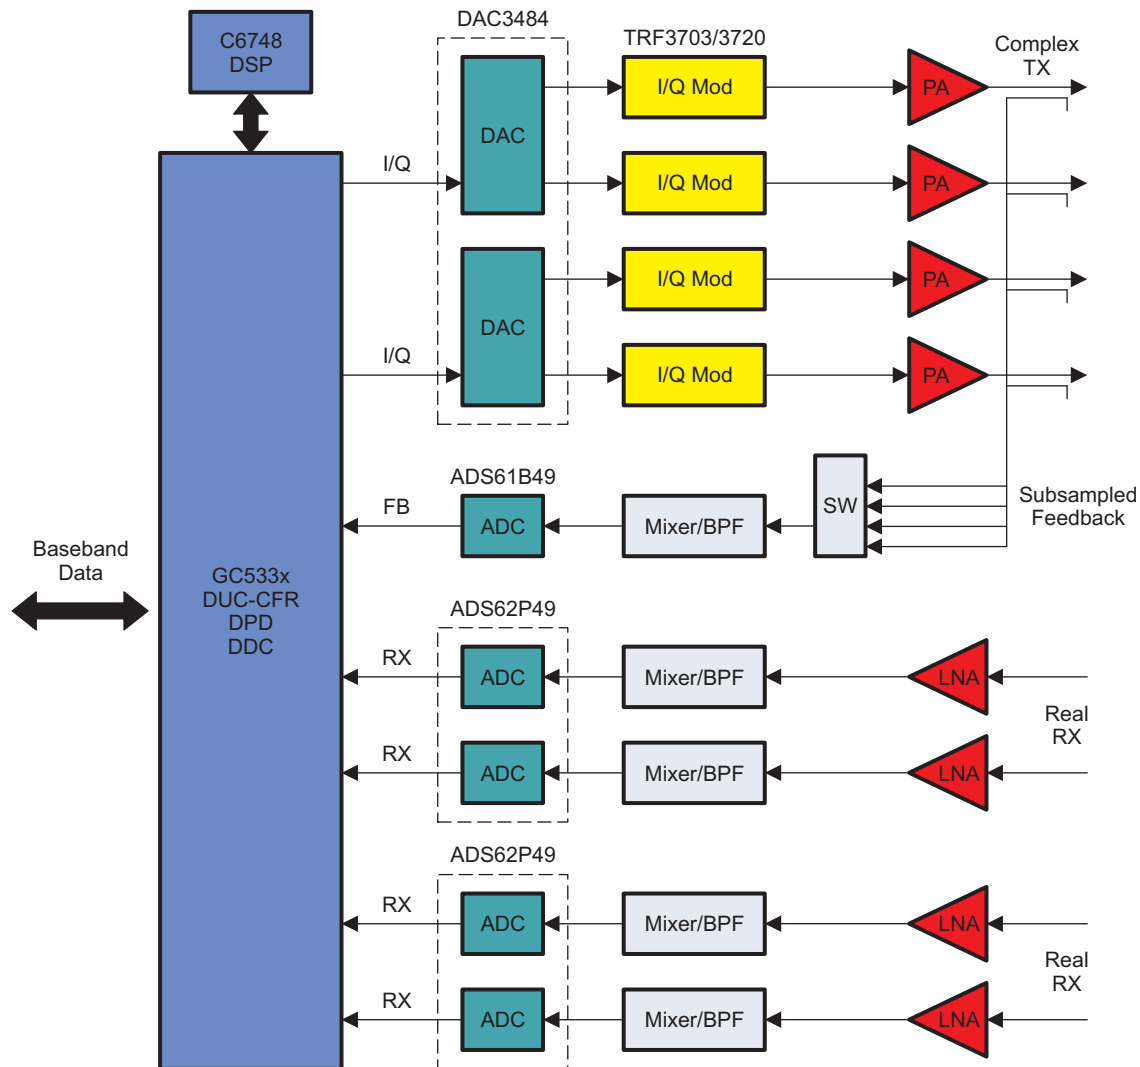 DAC3484
C6748
DSP
TRF3703/3720
Complex
TX
I/Q Mod
PA
DAC
I/Q
I/Q Mod
PA
I/Q Mod
PA
DAC
I/Q
I/Q Mod
PA
ADS61B49
FB
ADC
Mixer/BPF
SW
Subsampled
Feedback
Baseband
Data
GC533x
DUC-CFR
DPD
DDC
ADS62P49
RX
ADC
Mixer/BPF
LNA
Real
RX
RX
ADC
Mixer/BPF
LNA
ADS62P49
RX
ADC
Mixer/BPF
LNA
Real
RX
RX
ADC
Mixer/BPF
LNA